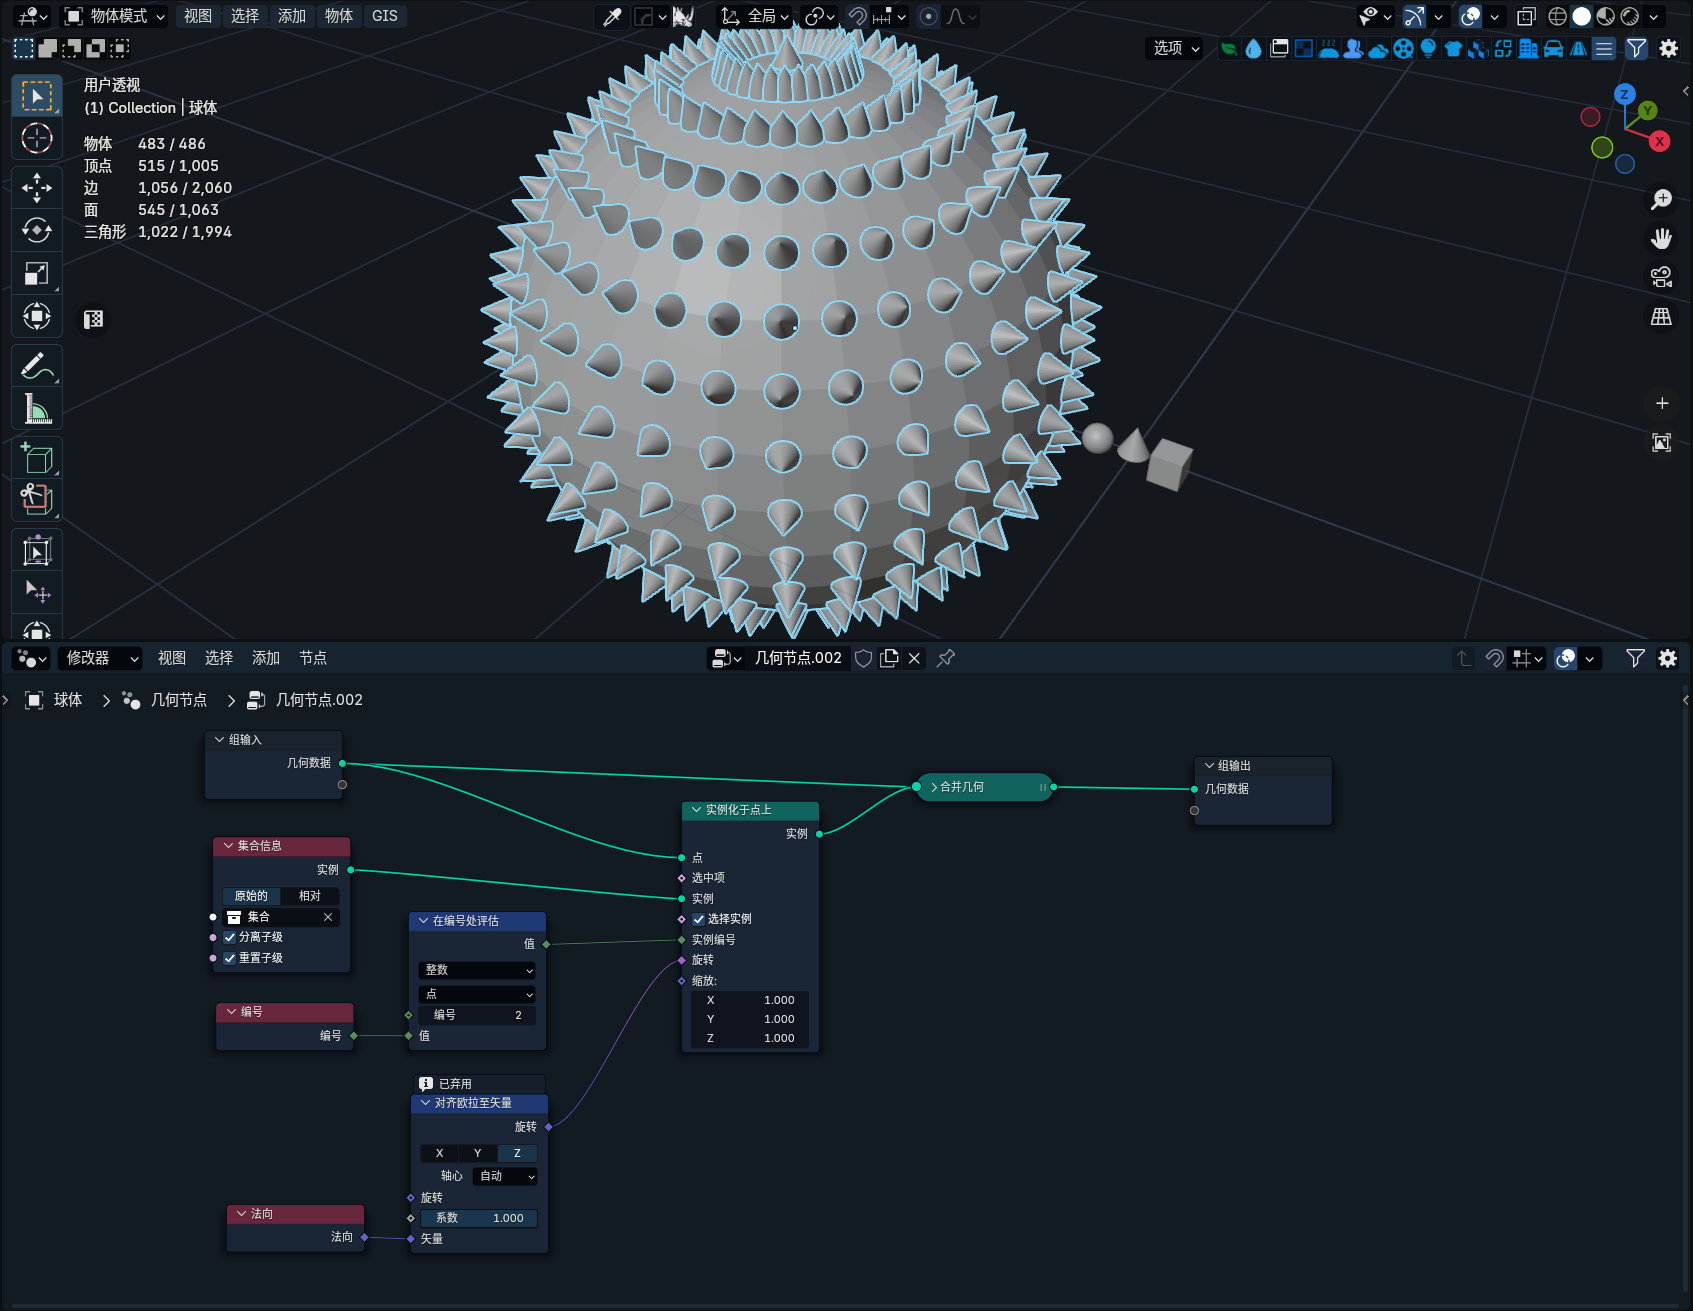 物体模式 视图 选择 添加 物体 GIS 全局
选项
用户透视
(1) Collection | 球体
物体 483 / 486
顶点 515 / 1,005
边 1,056 / 2,060
面 545 / 1,063
三角形 1,022 / 1,994
Z
Y
X
修改器 视图 选择 添加 节点 几何节点.002
球体 几何节点 几何节点.002
组输入
几何数据
集合信息
实例
原始的 相对
集合
分离子级
重置子级
编号
编号
在编号处评估
值
整数
点
编号 2
值
已弃用
对齐欧拉至矢量
旋转
X Y Z
轴心 自动
旋转
系数 1.000
矢量
法向
法向
实例化于点上
实例
点
选中项
实例
选择实例
实例编号
旋转
缩放:
X 1.000
Y 1.000
Z 1.000
合并几何
组输出
几何数据